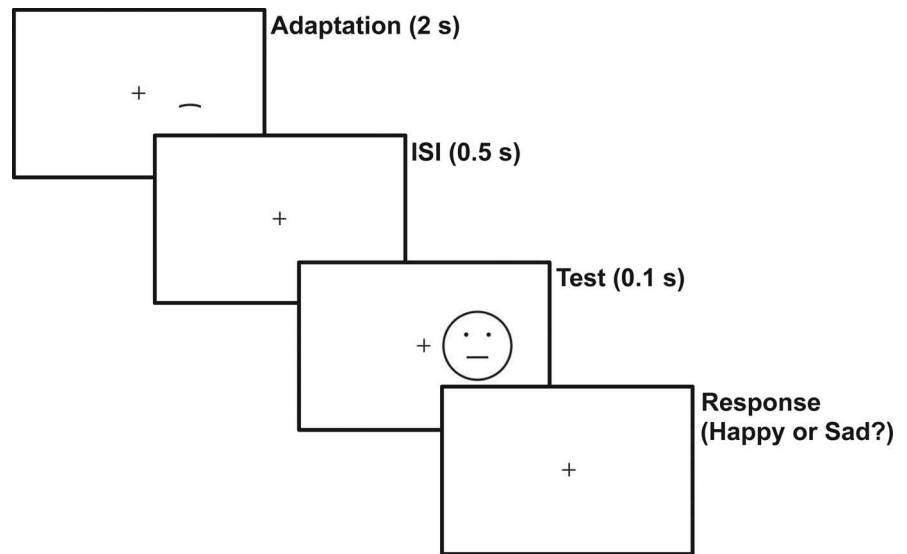 Adaptation (2 s)
ISI (0.5 s)
Test (0.1 s)
Response
(Happy or Sad?)